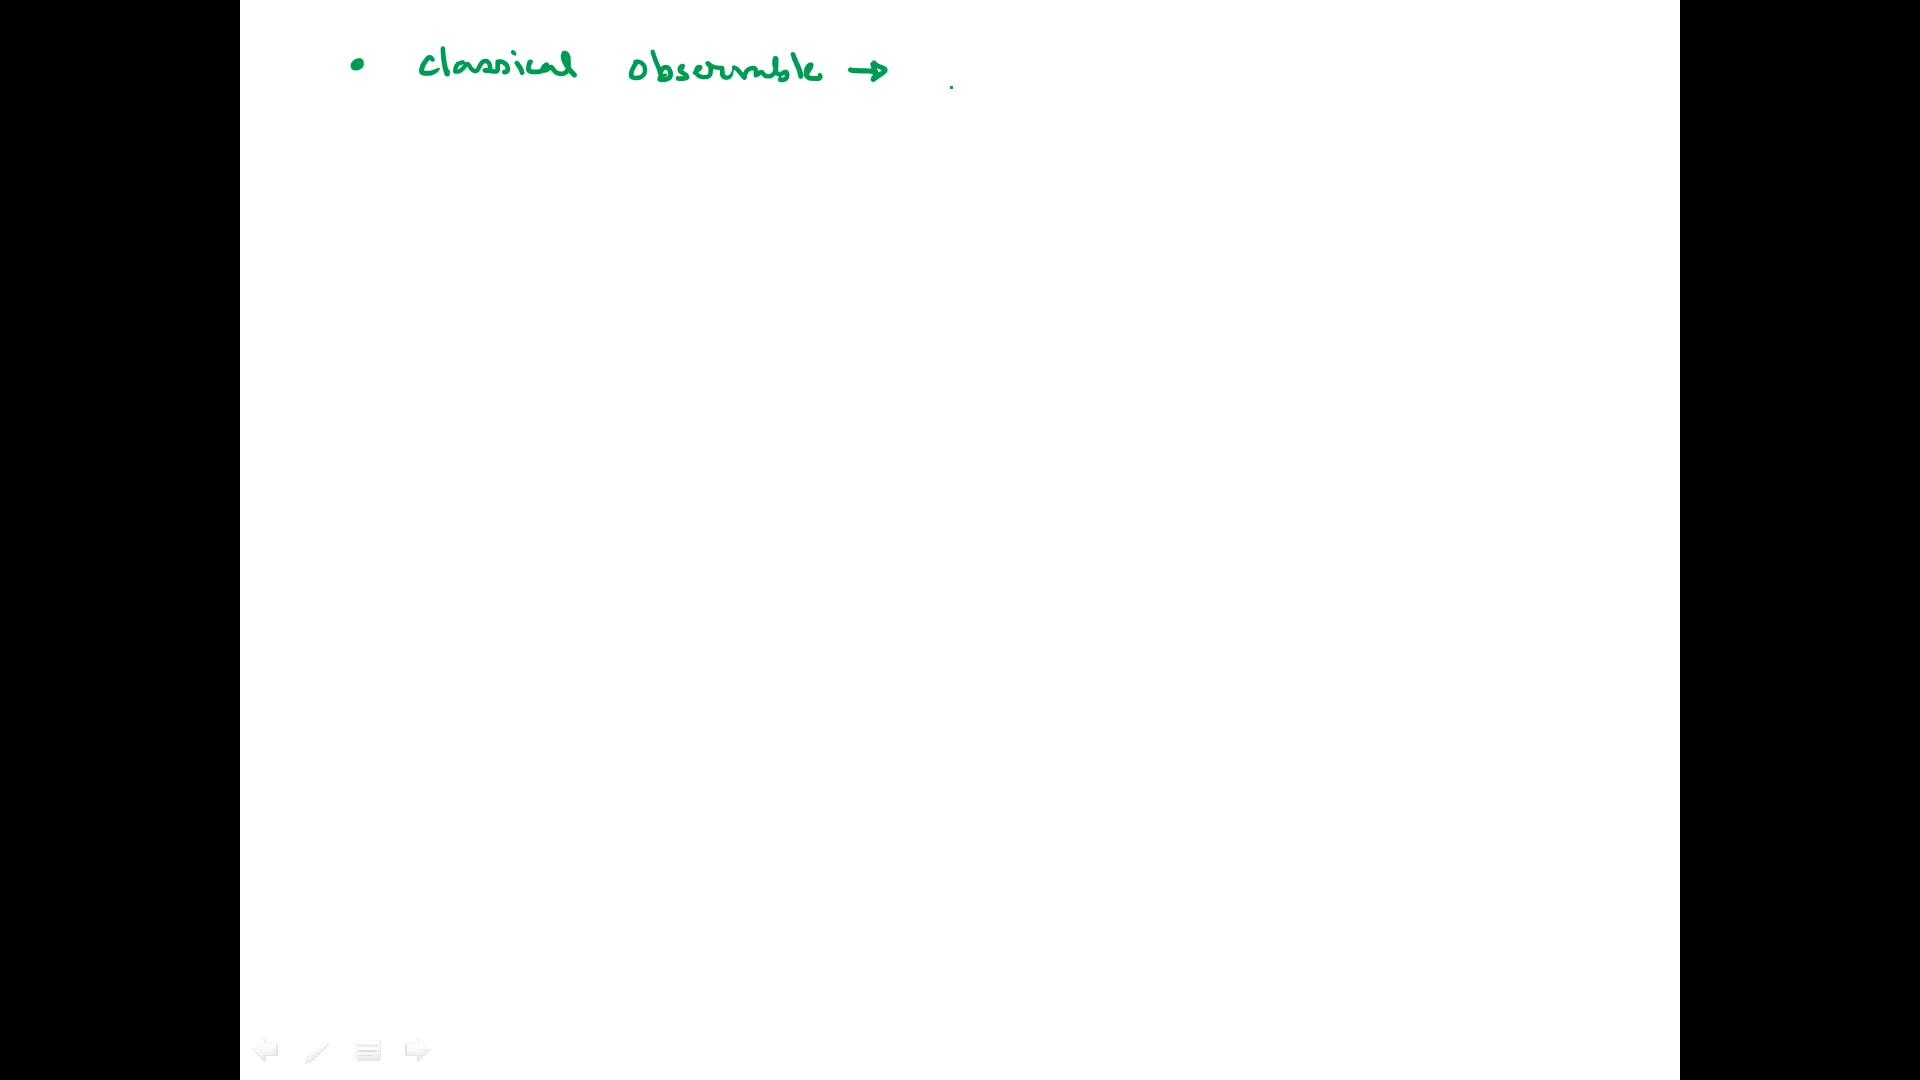 • classical observable →